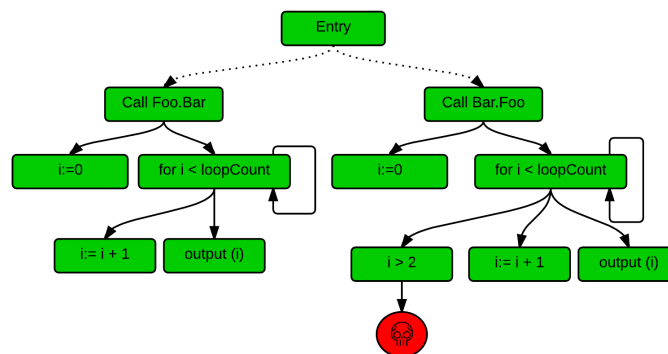 Entry
Call Foo.Bar
Call Bar.Foo
i:=0
for i < loopCount
i:=0
for i < loopCount
i:= i + 1
output (i)
i > 2
i:= i + 1
output (i)